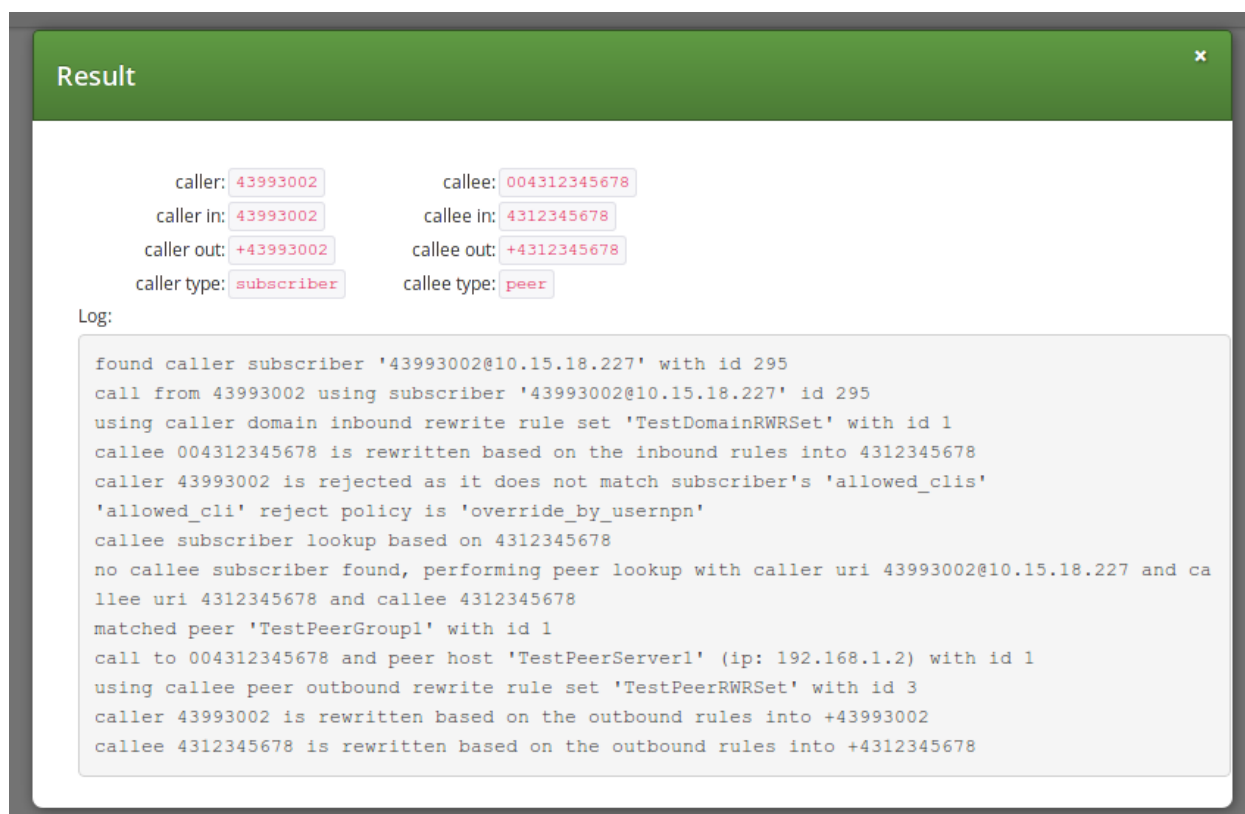 Result
×
caller: 43993002 callee: 004312345678
caller in: 43993002 callee in: 4312345678
caller out: +43993002 callee out: +4312345678
caller type: subscriber callee type: peer
Log:
found caller subscriber '43993002@10.15.18.227' with id 295
call from 43993002 using subscriber '43993002@10.15.18.227' id 295
using caller domain inbound rewrite rule set 'TestDomainRWRSet' with id 1
callee 004312345678 is rewritten based on the inbound rules into 4312345678
caller 43993002 is rejected as it does not match subscriber's 'allowed_clis'
'allowed_cli' reject policy is 'override_by_usernpn'
callee subscriber lookup based on 4312345678
no callee subscriber found, performing peer lookup with caller uri 43993002@10.15.18.227 and ca
llee uri 4312345678 and callee 4312345678
matched peer 'TestPeerGroup1' with id 1
call to 004312345678 and peer host 'TestPeerServer1' (ip: 192.168.1.2) with id 1
using callee peer outbound rewrite rule set 'TestPeerRWRSet' with id 3
caller 43993002 is rewritten based on the outbound rules into +43993002
callee 4312345678 is rewritten based on the outbound rules into +4312345678